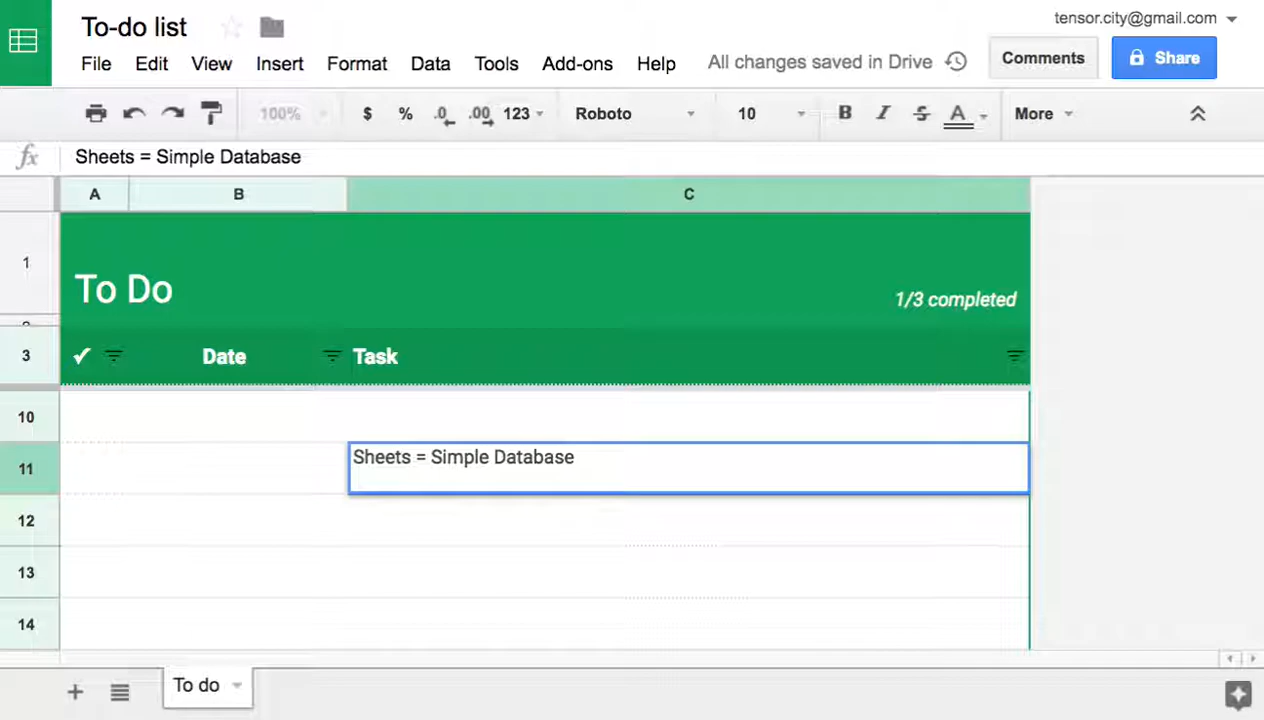 To-do list
tensor.city@gmail.com
File Edit View Insert Format Data Tools Add-ons Help All changes saved in Drive Comments Share
100% $ % .0 .00 123 Roboto 10 B I S A More
fx Sheets = Simple Database
A B C
1 To Do 1/3 completed
3 ✓ Date Task
10
11 Sheets = Simple Database
12
13
14
+ To do